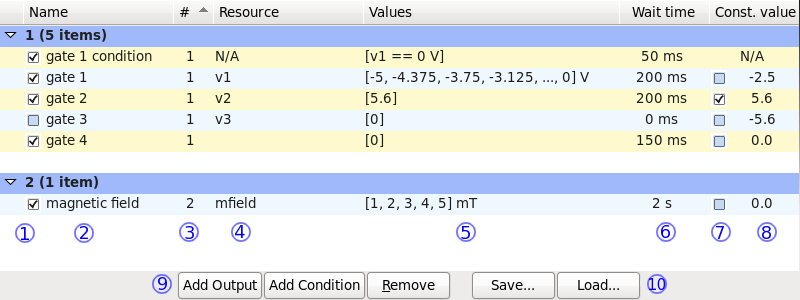 Name # Resource Values Wait time Const. value
1 (5 items)
gate 1 condition 1 N/A [v1 == 0 V] 50 ms N/A
gate 1 1 v1 [-5, -4.375, -3.75, -3.125, ..., 0] V 200 ms -2.5
gate 2 1 v2 [5.6] 200 ms 5.6
gate 3 1 v3 [0] 0 ms -5.6
gate 4 1 [0] 150 ms 0.0
2 (1 item)
magnetic field 2 mfield [1, 2, 3, 4, 5] mT 2 s 0.0
① ② ③ ④ ⑤ ⑥ ⑦ ⑧
⑨ Add Output Add Condition Remove Save... Load... ⑩